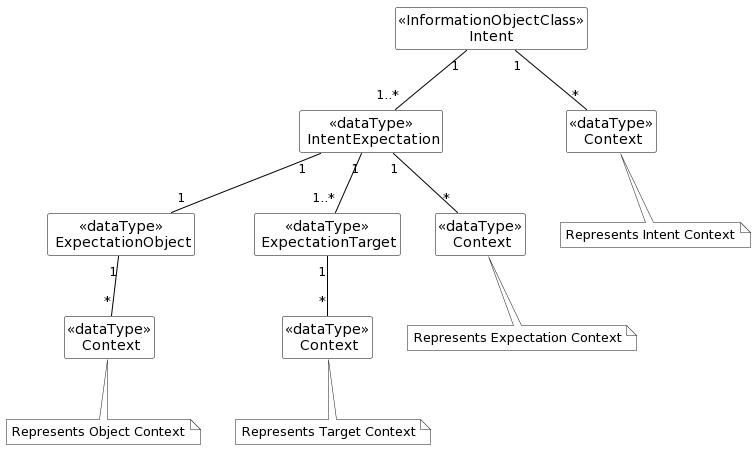 «InformationObjectClass»
Intent
1
1
1..*
*
«dataType»
IntentExpectation
«dataType»
Context
1
1
1
1
1..*
*
«dataType»
ExpectationObject
«dataType»
ExpectationTarget
«dataType»
Context
Represents Intent Context
1
1
*
*
«dataType»
Context
«dataType»
Context
Represents Expectation Context
Represents Object Context
Represents Target Context